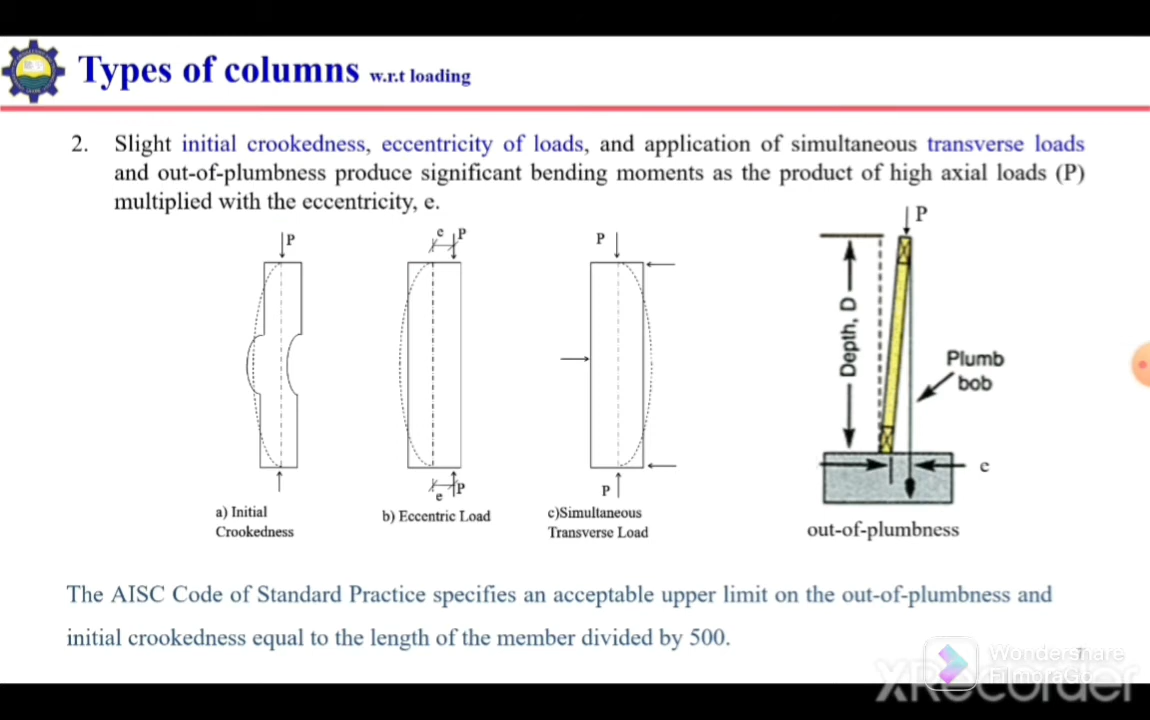 Types of columns w.r.t loading
2. Slight initial crookedness, eccentricity of loads, and application of simultaneous transverse loads
and out-of-plumbness produce significant bending moments as the product of high axial loads (P)
multiplied with the eccentricity, e.
P
e P
P
P
Depth, D
Plumb
bob
e
e P
P
a) Initial
Crookedness
b) Eccentric Load
c)Simultaneous
Transverse Load
out-of-plumbness
The AISC Code of Standard Practice specifies an acceptable upper limit on the out-of-plumbness and
initial crookedness equal to the length of the member divided by 500.
7
Wondershare
FilmoraGo
XRecorder